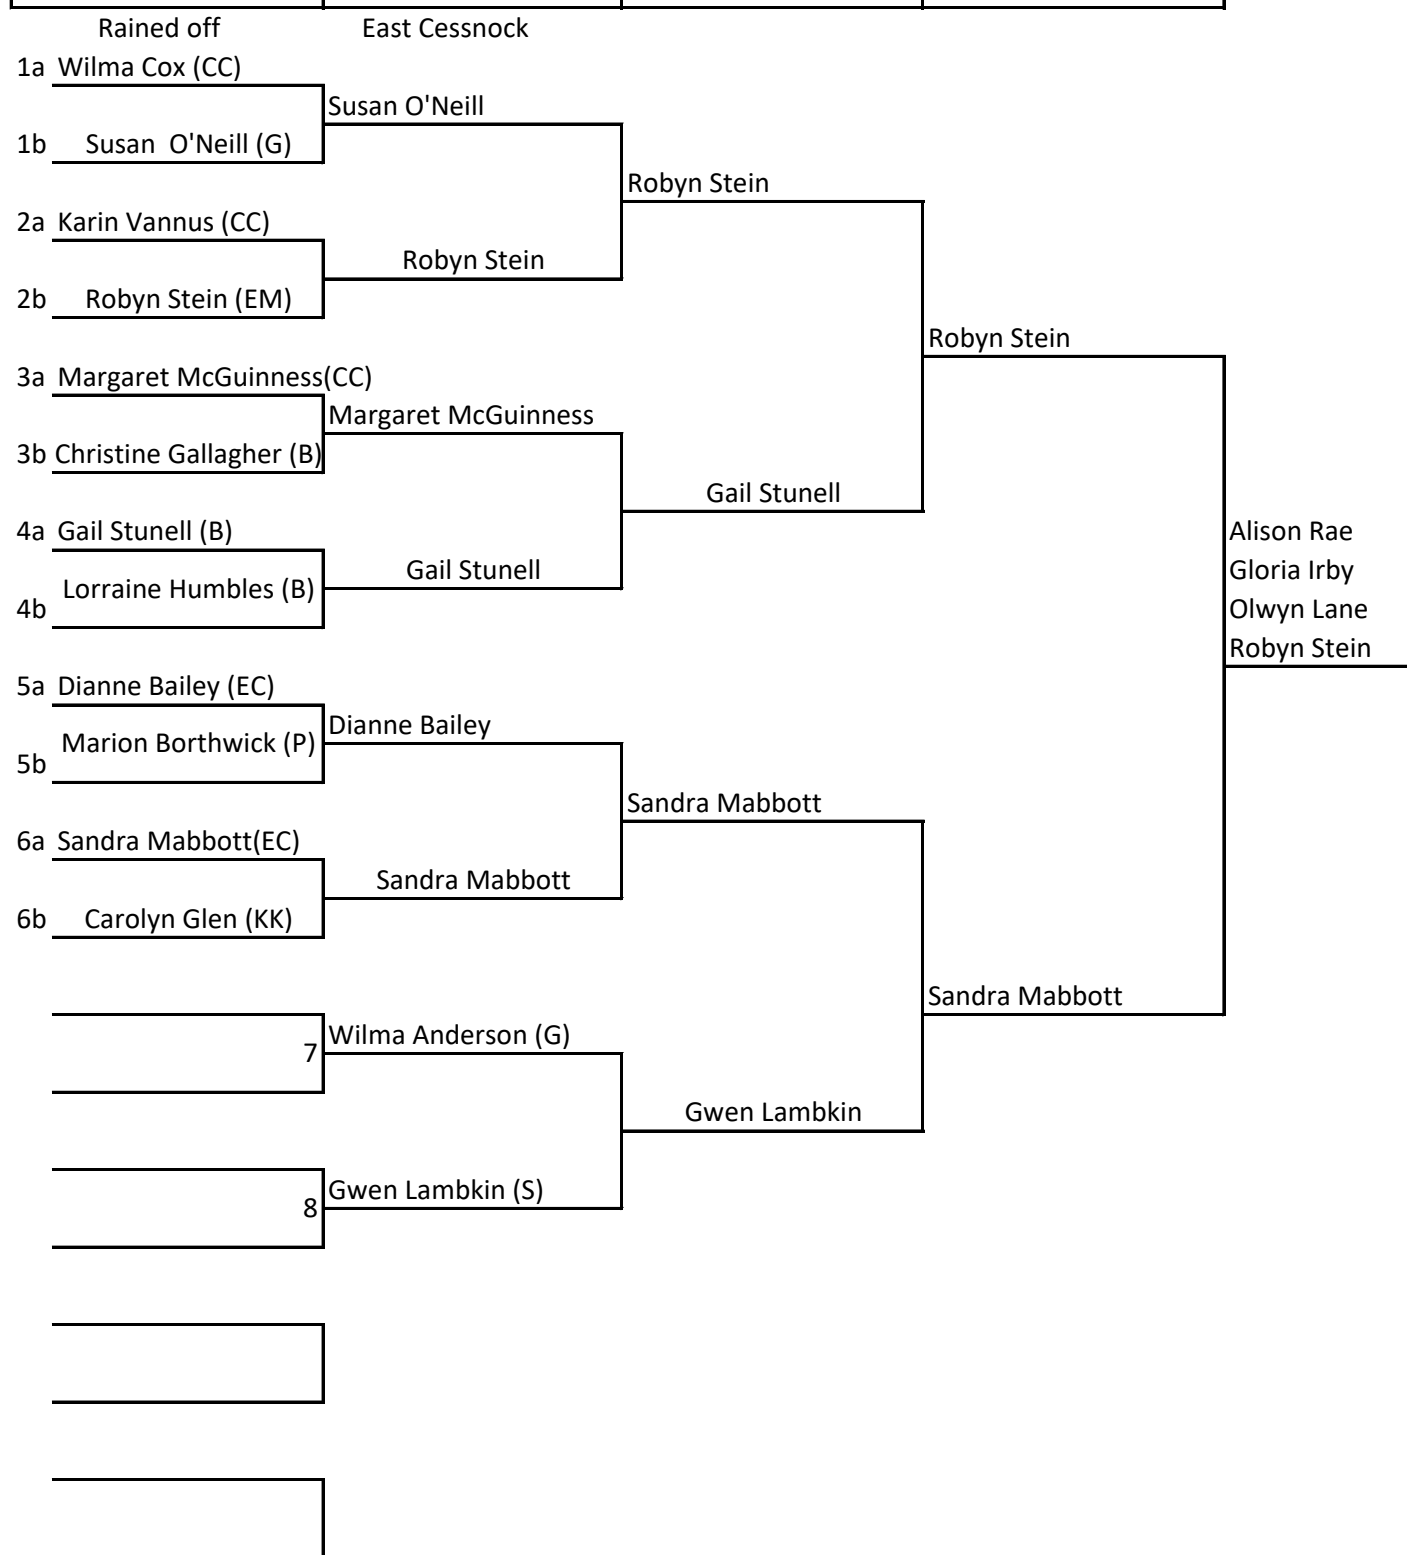 Rained off East Cessnock
1a Wilma Cox (CC)
Susan O'Neill
1b Susan  O'Neill (G)
Robyn Stein
2a Karin Vannus (CC)
Robyn Stein
2b Robyn Stein (EM)
Robyn Stein
3a Margaret McGuinness(CC)
Margaret McGuinness
3b Christine Gallagher (B)
Gail Stunell
4a Gail Stunell (B)
Alison Rae
Gail Stunell
Gloria Irby
Lorraine Humbles (B)
4b
Olwyn Lane
Robyn Stein
5a Dianne Bailey (EC)
Dianne Bailey
Marion Borthwick (P)
5b
Sandra Mabbott
6a Sandra Mabbott(EC)
Sandra Mabbott
6b Carolyn Glen (KK)
Sandra Mabbott
Wilma Anderson (G)
7
Gwen Lambkin
Gwen Lambkin (S)
8